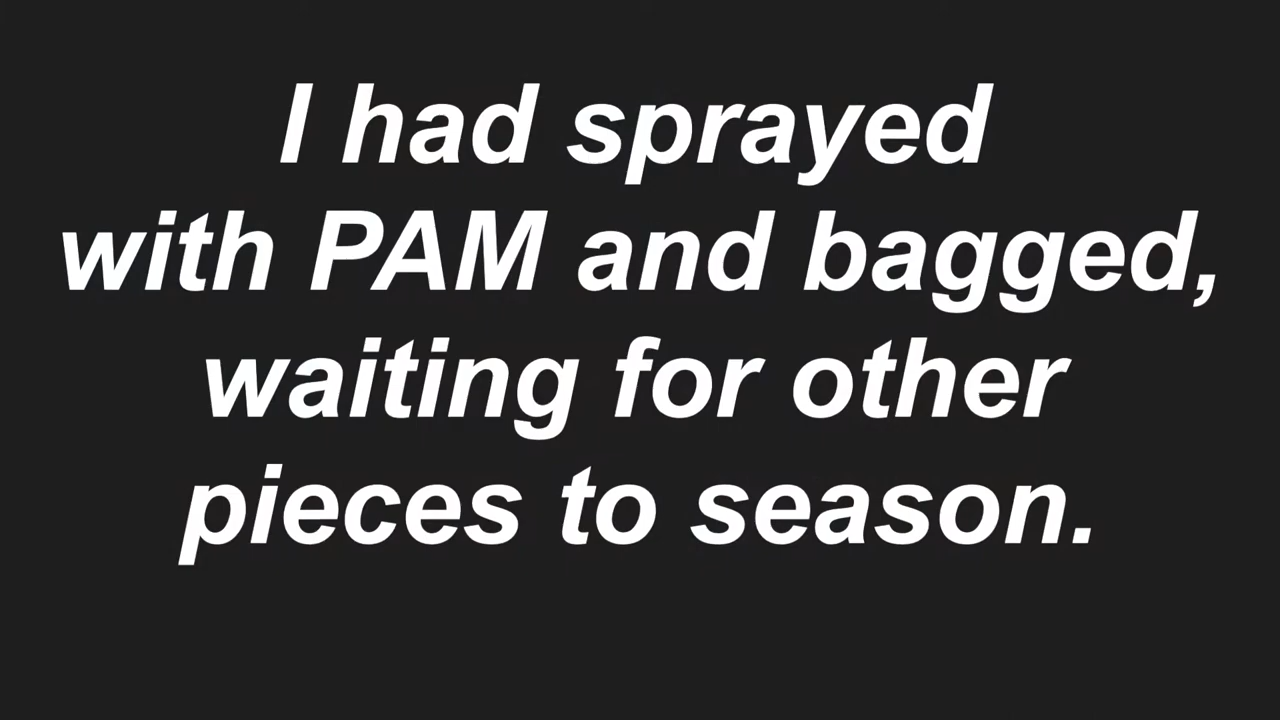 I had sprayed
with PAM and bagged,
waiting for other
pieces to season.